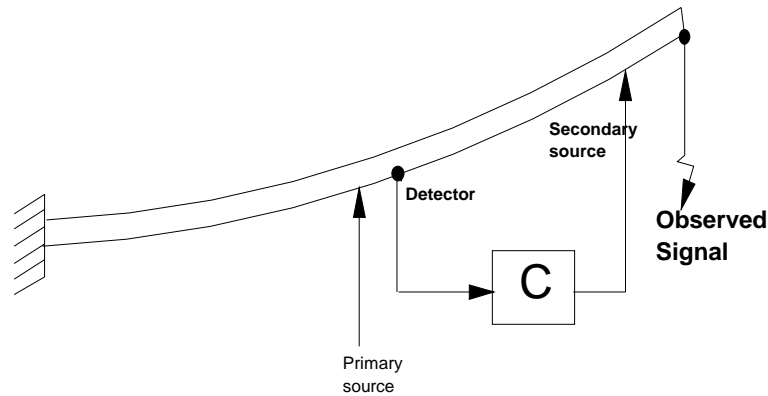 Secondary
source
Detector
Observed
Signal
C
Primary
source